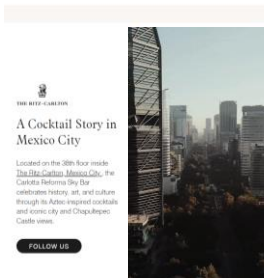 THE RITZ-CARLTON
A Cocktail Story in
Mexico City
Located on the 38th floor inside
The Ritz-Carlton, Mexico City, the
Carlotta Reforma Sky Bar
celebrates history, art, and culture
through its Aztec-inspired cocktails
and iconic city and Chapultepec
Castle views.
FOLLOW US